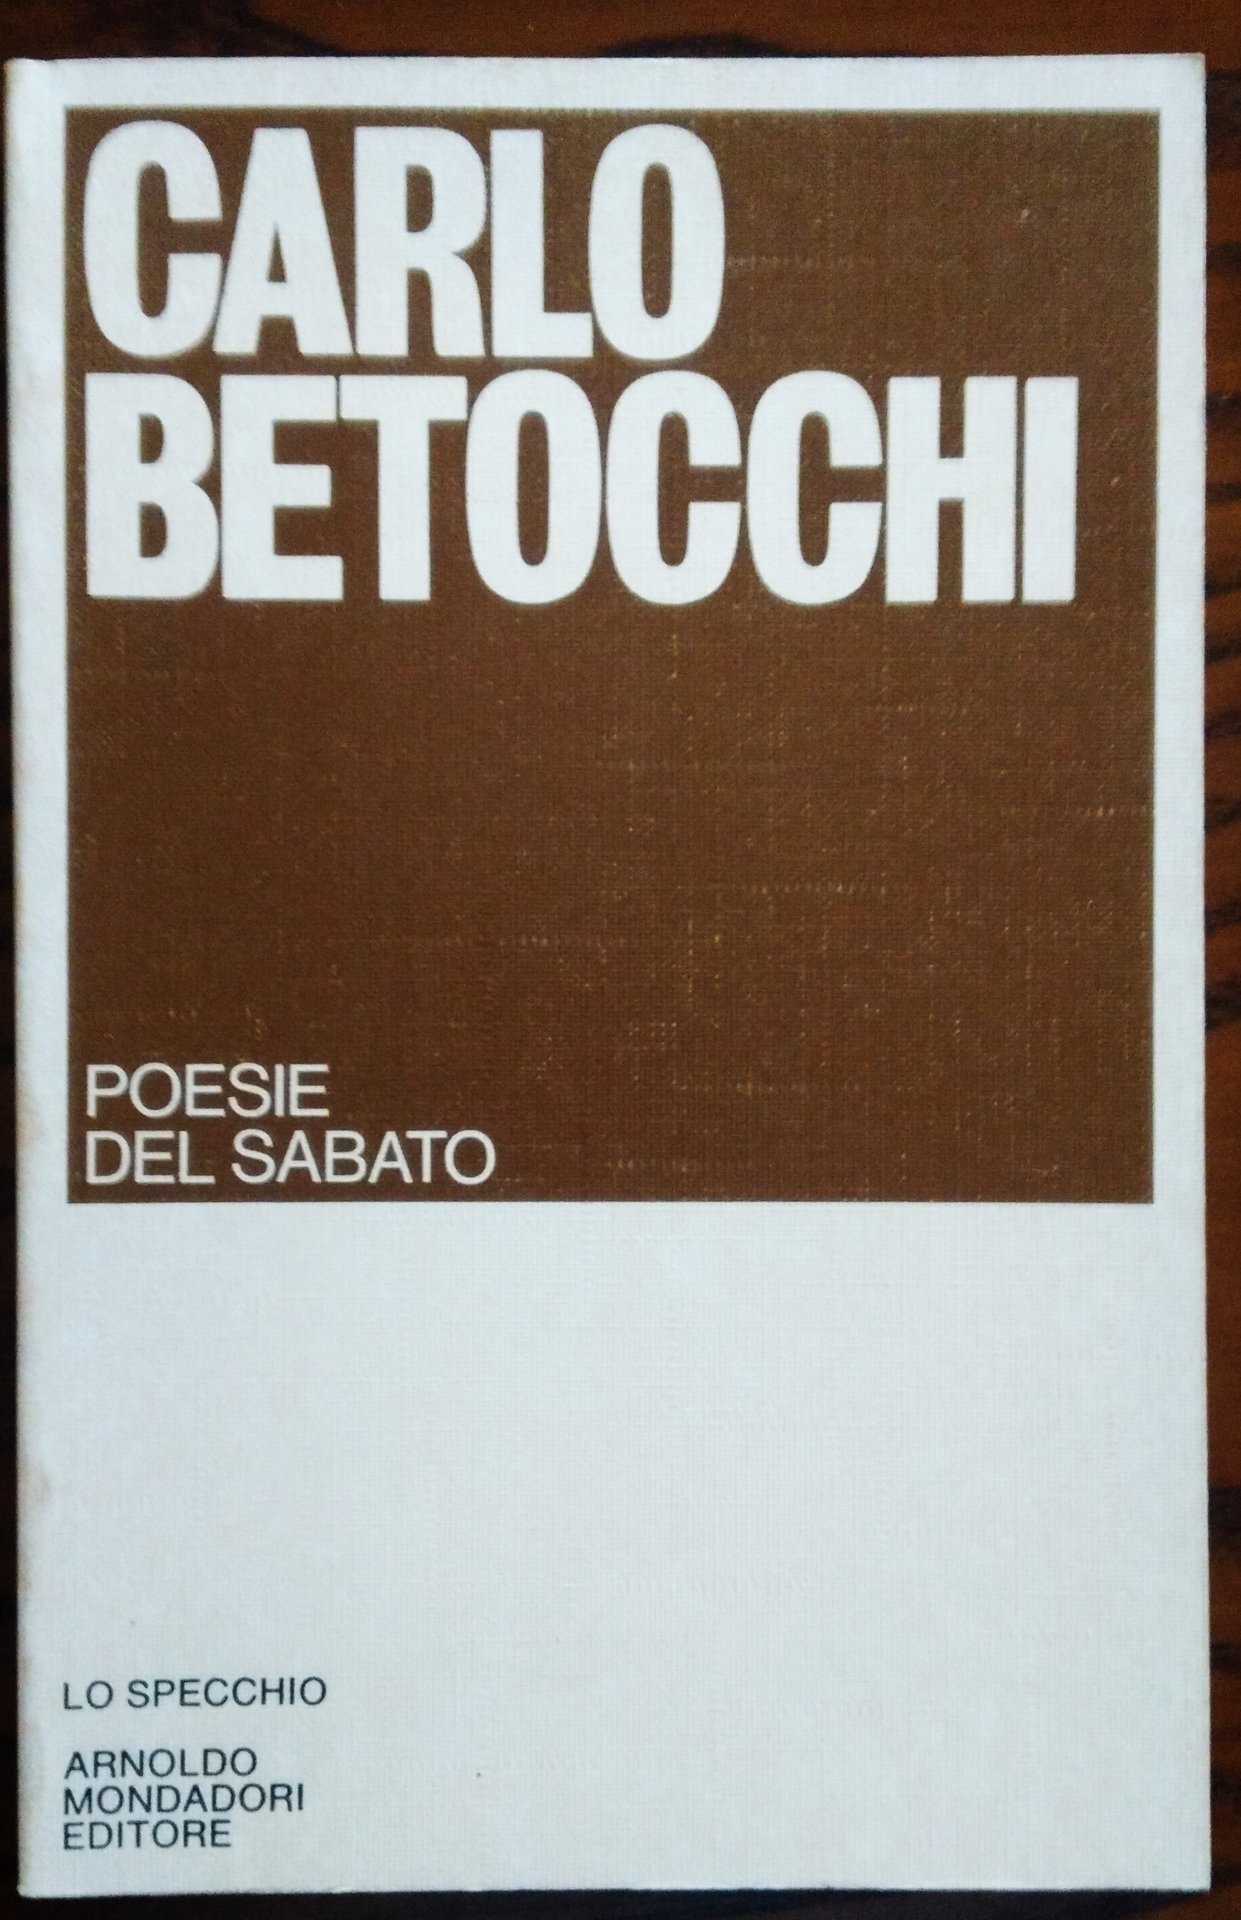 CARLO
BETOCCHI
POESIE
DEL SABATO
LO SPECCHIO
ARNOLDO
MONDADORI
EDITORE